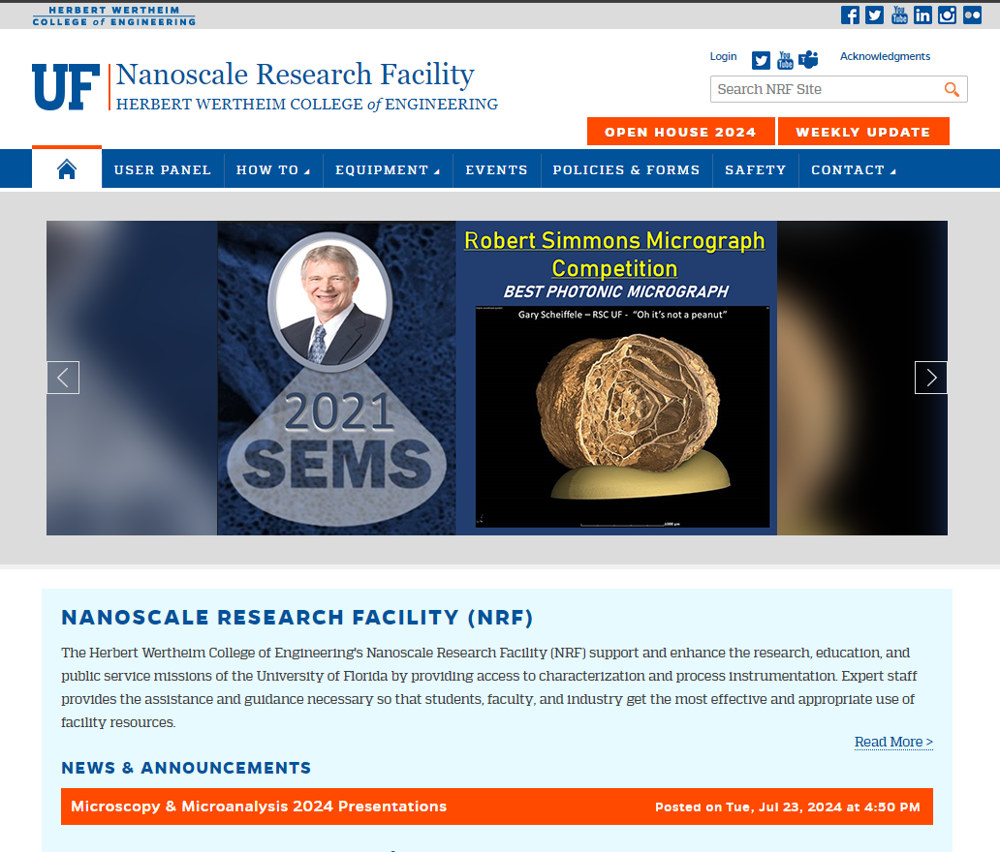 HERBERT WERTHEIM
COLLEGE of ENGINEERING
You
Tube
in
UF
Nanoscale Research Facility
HERBERT WERTHEIM COLLEGE of ENGINEERING
Login
You
Tube
Acknowledgments
Search NRF Site
OPEN HOUSE 2024
WEEKLY UPDATE
USER PANEL
HOW TO
EQUIPMENT
EVENTS
POLICIES & FORMS
SAFETY
CONTACT
2021
SEMS
Robert Simmons Micrograph
Competition
BEST PHOTONIC MICROGRAPH
Gary Scheiffele – RSC UF - “Oh it’s not a peanut”
NANOSCALE RESEARCH FACILITY (NRF)
The Herbert Wertheim College of Engineering's Nanoscale Research Facility (NRF) support and enhance the research, education, and
public service missions of the University of Florida by providing access to characterization and process instrumentation. Expert staff
provides the assistance and guidance necessary so that students, faculty, and industry get the most effective and appropriate use of
facility resources.
Read More >
NEWS & ANNOUNCEMENTS
Microscopy & Microanalysis 2024 Presentations
Posted on Tue, Jul 23, 2024 at 4:50 PM